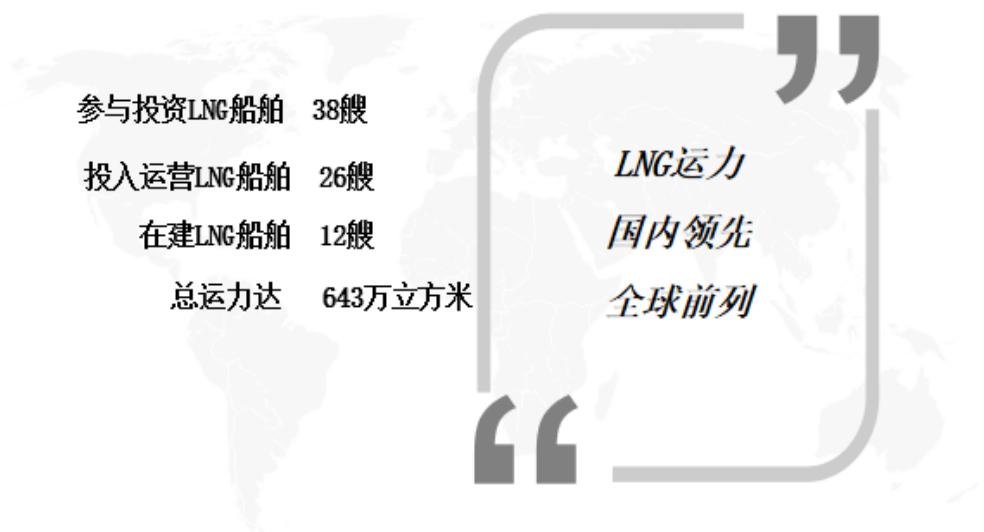 参与投资LNG船舶 38艘
投入运营LNG船舶 26艘
在建LNG船舶 12艘
总运力达 643万立方米
LNG运力
国内领先
全球前列